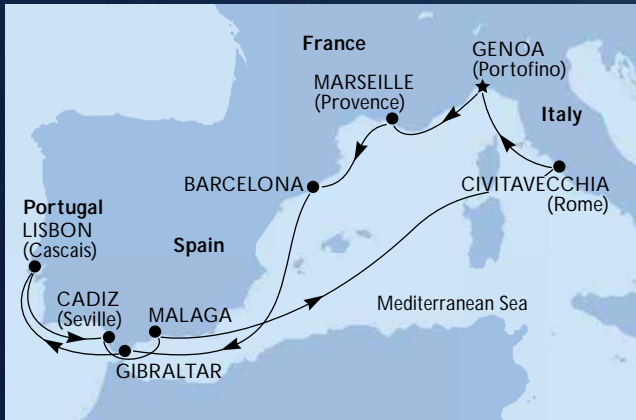 France
GENOA
(Portofino)
MARSEILLE
(Provence)
Italy
BARCELONA
CIVITAVECCHIA
(Rome)
Portugal
LISBON
(Cascais)
Spain
CADIZ
(Seville)
MALAGA
Mediterranean Sea
GIBRALTAR